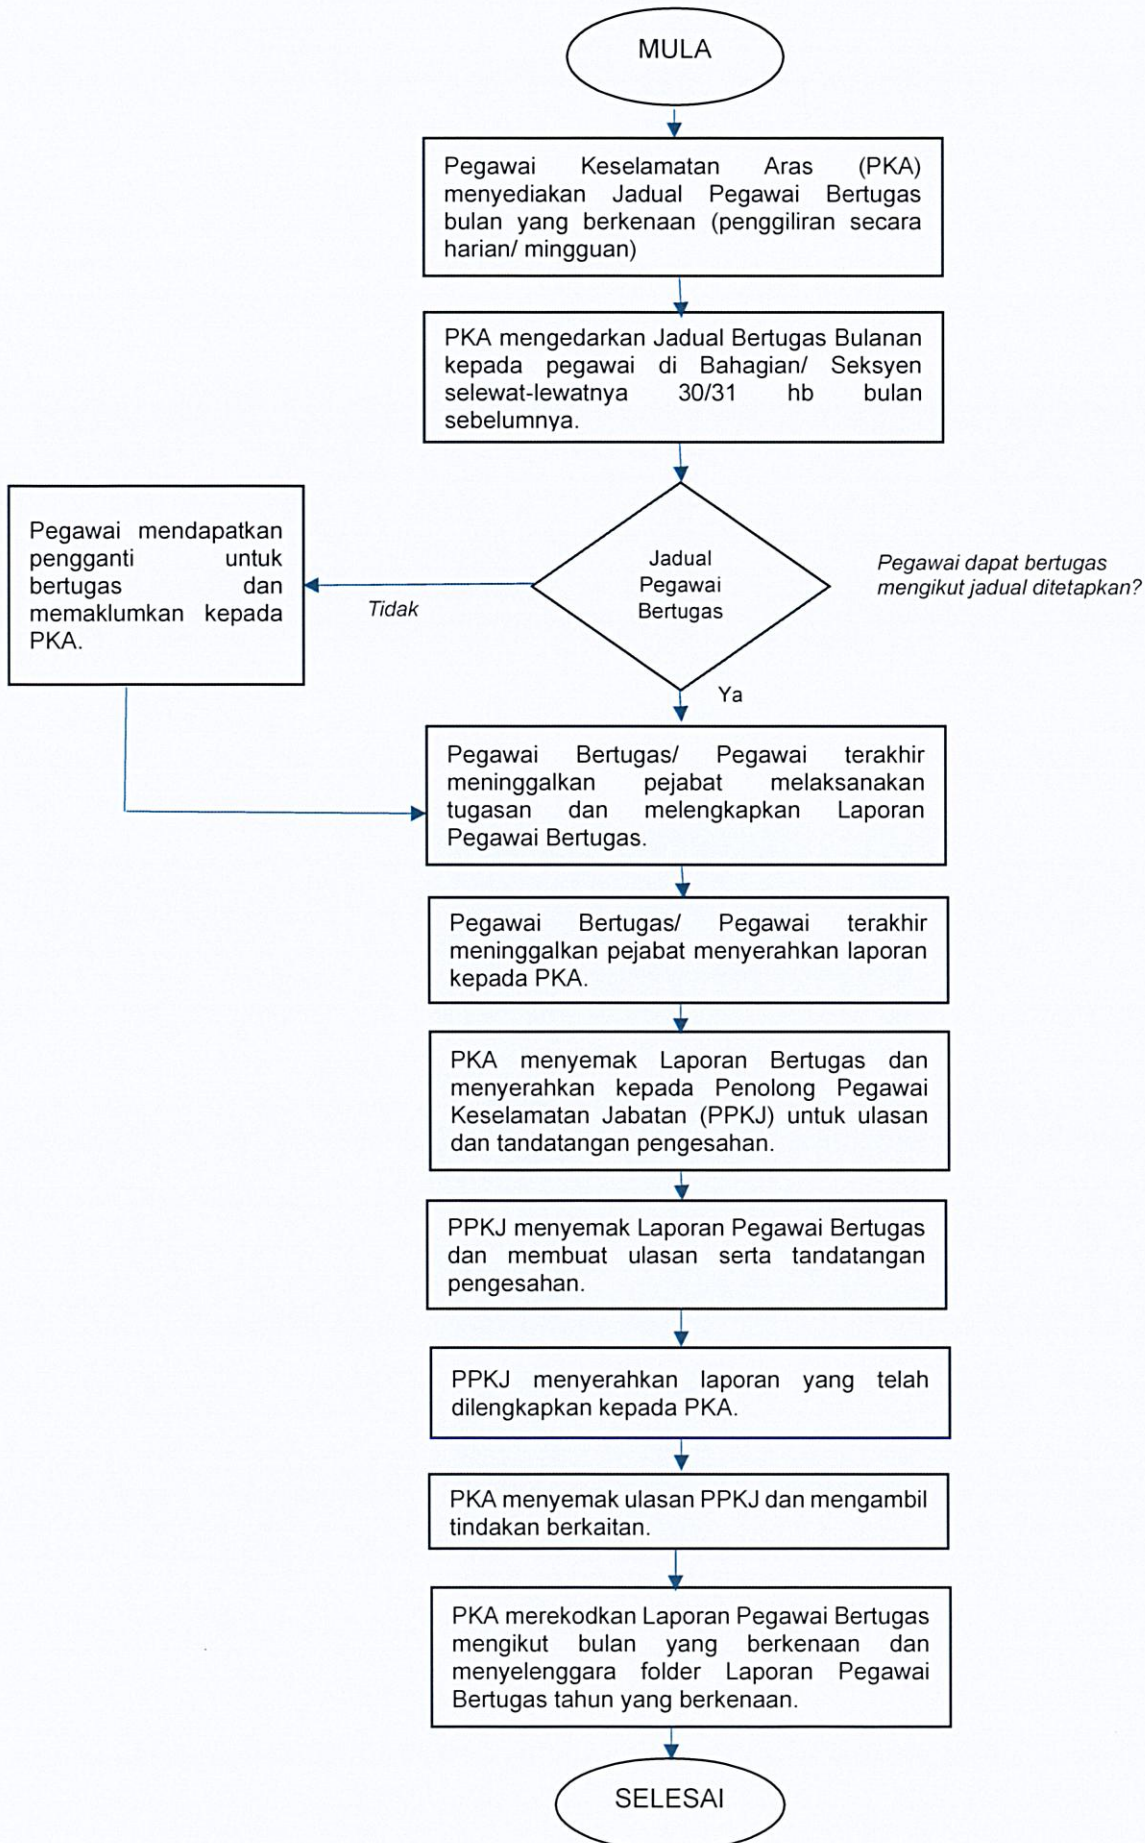 MULA
Pegawai Keselamatan Aras (PKA)
menyediakan Jadual Pegawai Bertugas
bulan yang berkenaan (penggiliran secara
harian/ mingguan)
PKA mengedarkan Jadual Bertugas Bulanan
kepada pegawai di Bahagian/ Seksyen
selewat-lewatnya 30/31 hb bulan
sebelumnya.
Pegawai mendapatkan
pengganti untuk
bertugas dan
memaklumkan kepada
PKA.
Tidak
Jadual
Pegawai
Bertugas
Pegawai dapat bertugas
mengikut jadual ditetapkan?
Ya
Pegawai Bertugas/ Pegawai terakhir
meninggalkan pejabat melaksanakan
tugasan dan melengkapkan Laporan
Pegawai Bertugas.
Pegawai Bertugas/ Pegawai terakhir
meninggalkan pejabat menyerahkan laporan
kepada PKA.
PKA menyemak Laporan Bertugas dan
menyerahkan kepada Penolong Pegawai
Keselamatan Jabatan (PPKJ) untuk ulasan
dan tandatangan pengesahan.
PPKJ menyemak Laporan Pegawai Bertugas
dan membuat ulasan serta tandatangan
pengesahan.
PPKJ menyerahkan laporan yang telah
dilengkapkan kepada PKA.
PKA menyemak ulasan PPKJ dan mengambil
tindakan berkaitan.
PKA merekodkan Laporan Pegawai Bertugas
mengikut bulan yang berkenaan dan
menyelenggara folder Laporan Pegawai
Bertugas tahun yang berkenaan.
SELESAI